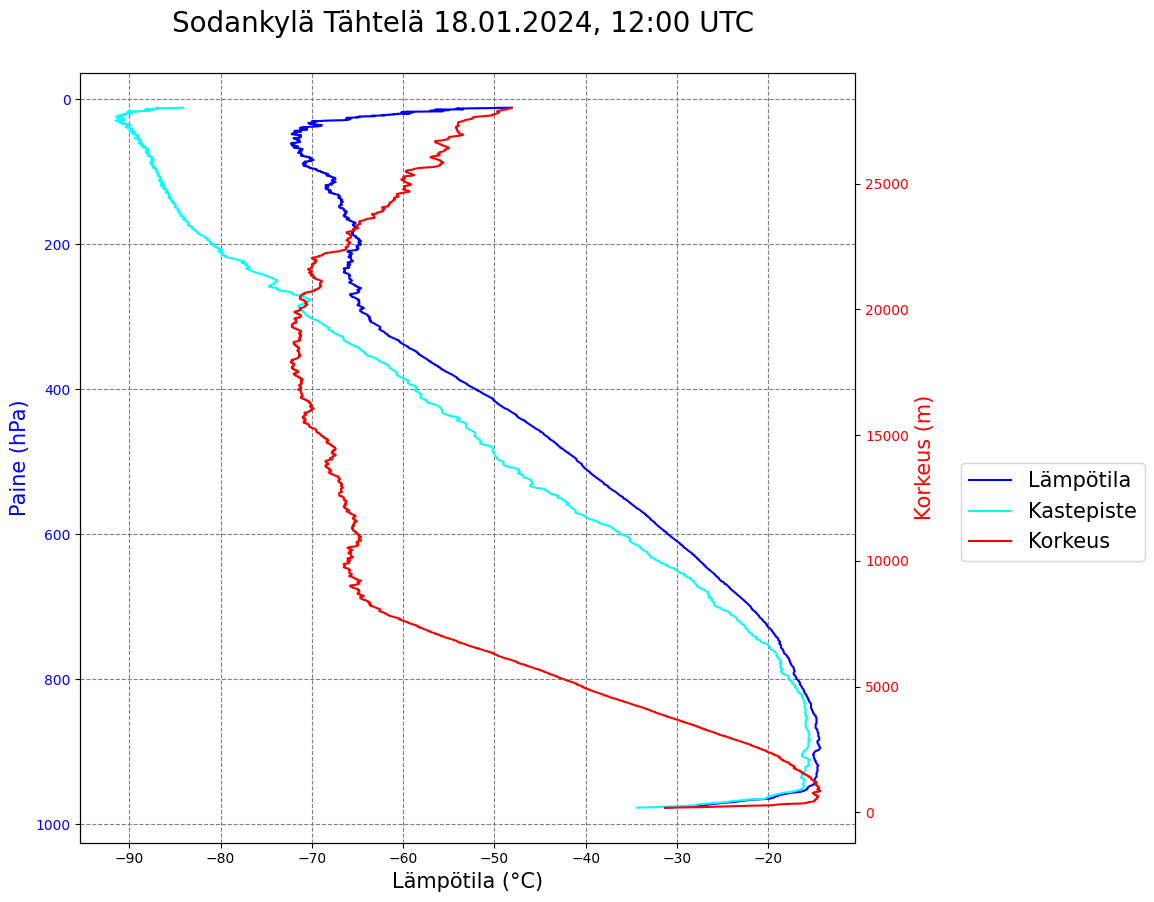 Sodankylä Tähtelä 18.01.2024, 12:00 UTC
Paine (hPa)
0
200
400
600
800
1000
−90
−80
−70
−60
−50
−40
−30
−20
Lämpötila (°C)
25000
20000
15000
10000
5000
0
Korkeus (m)
Lämpötila
Kastepiste
Korkeus